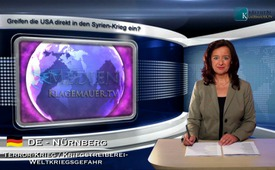 Greifen die USA direkt in den Syrien-Krieg ein?
KLAGEMAUER.TV
DE - Nürnberg
Terror Krieg / Kriegstreiberei-
Weltkriegsgefahr